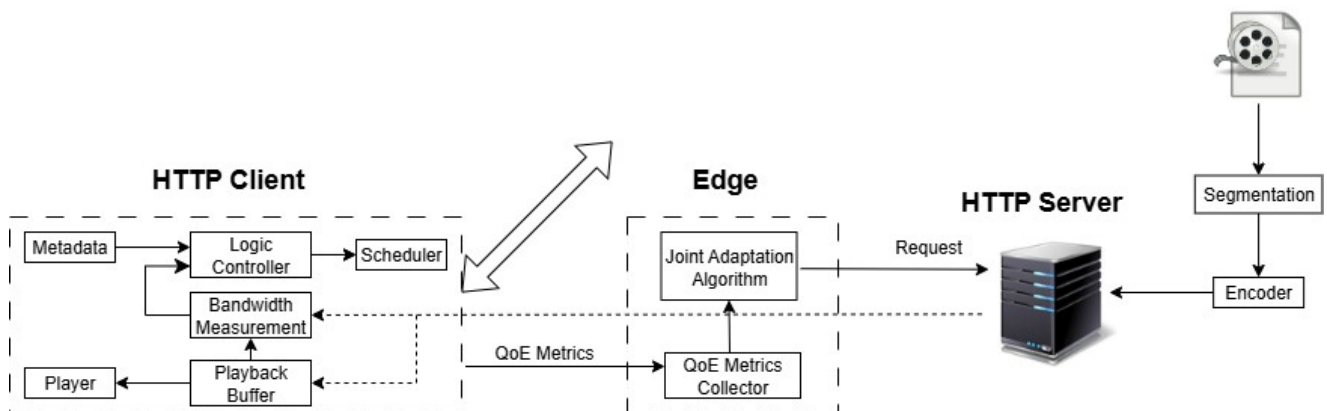 HTTP Client
Edge
HTTP Server
Segmentation
Metadata
Logic
Controller
Scheduler
Joint Adaptation
Algorithm
Request
Encoder
Bandwidth
Measurement
QoE Metrics
Player
Playback
Buffer
QoE Metrics
Collector